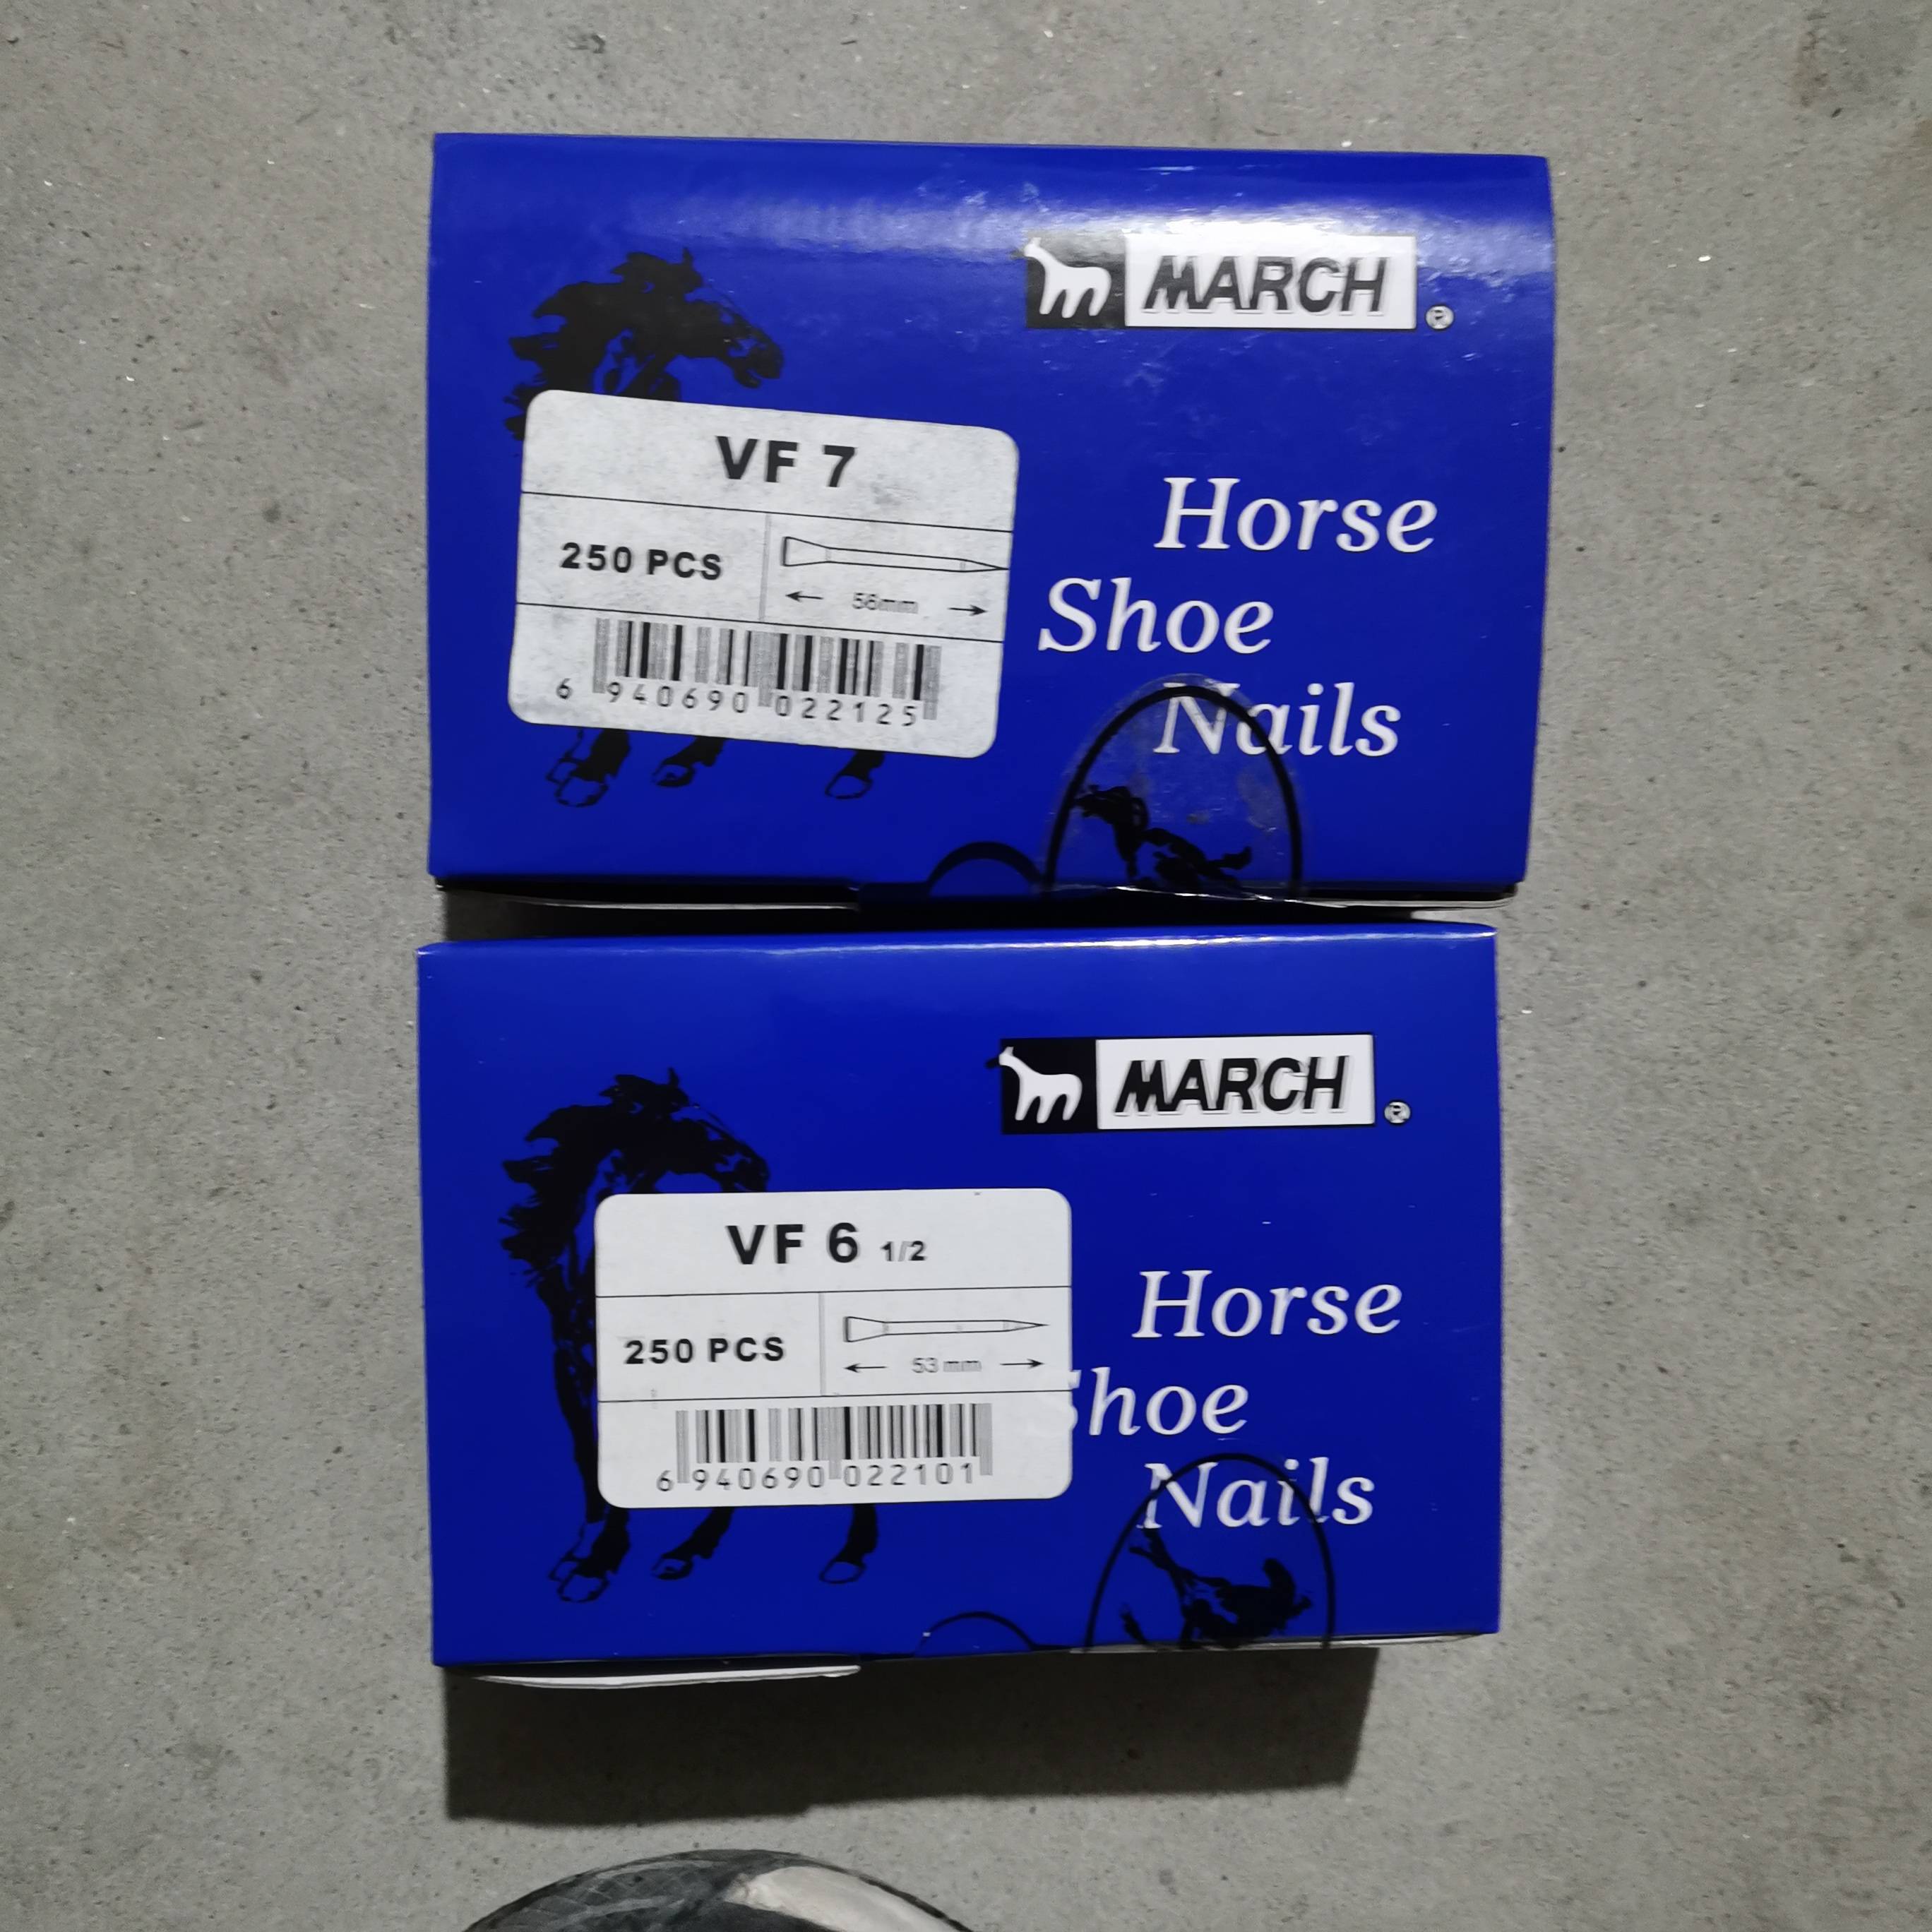 MARCH ®
VF 7
250 PCS
56mm
6 940690 022125
Horse
Shoe
Nails
MARCH ®
VF 6 1/2
250 PCS
53 mm
6 940690 022101
Horse
Shoe
Nails